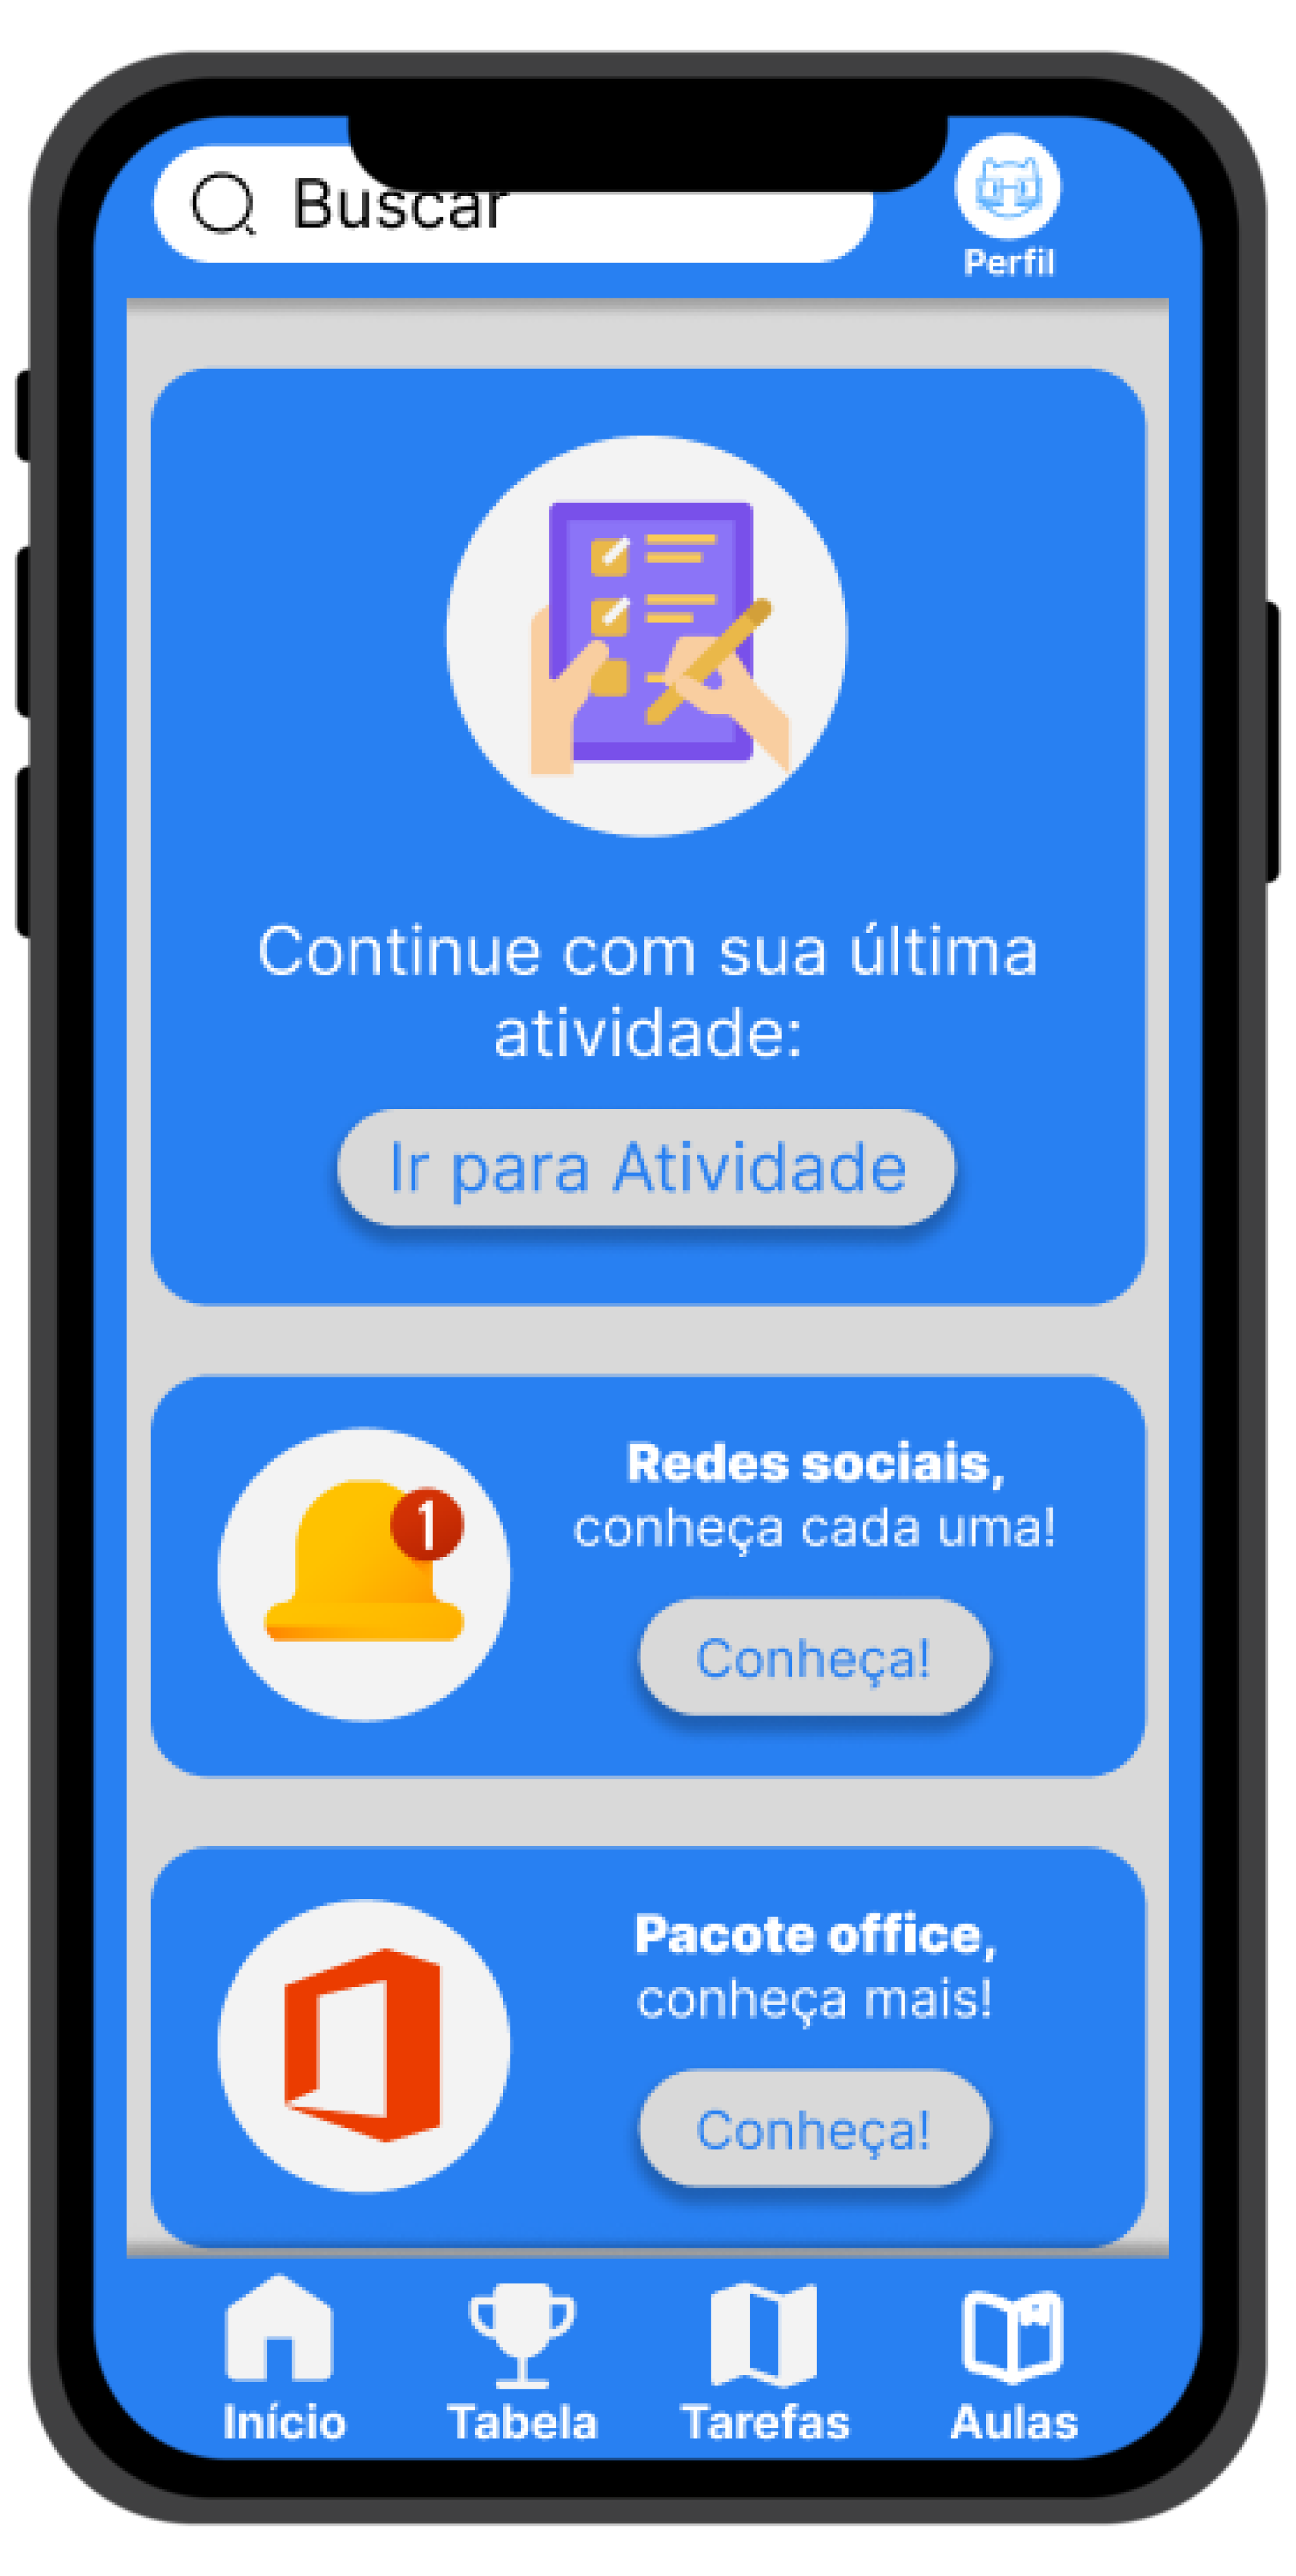 Buscar
Perfil
Continue com sua última
atividade:
Ir para Atividade
1
Redes sociais,
conheça cada uma!
Conheça!
Pacote office,
conheça mais!
Conheça!
Início
Tabela
Tarefas
Aulas